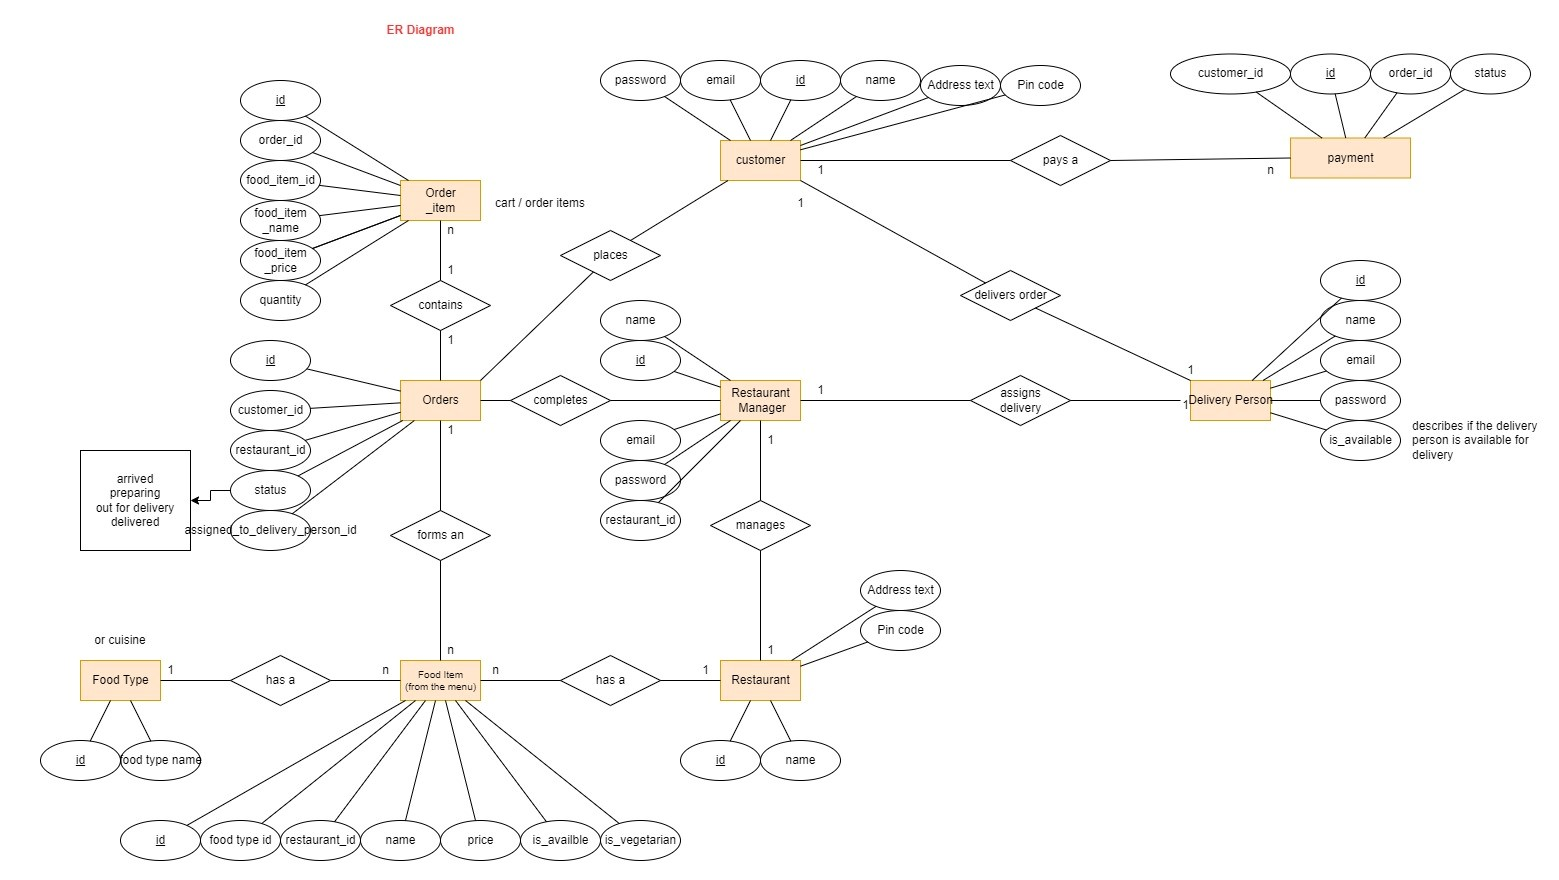 ER Diagram
password
email
id
name
Address text
Pin code
customer_id
id
order_id
status
id
order_id
food_item_id
food_item
_name
food_item
_price
quantity
Order
_item
cart / order items
n
1
contains
1
customer
1
pays a
n
payment
1
places
delivers order
1
id
name
email
password
is_available
Delivery Person
1
describes if the delivery
person is available for
delivery
name
id
email
password
restaurant_id
Restaurant
Manager
1
assigns
delivery
1
manages
1
id
customer_id
restaurant_id
status
assigned_to_delivery_person_id
arrived
preparing
out for delivery
delivered
Orders
completes
1
forms an
n
or cuisine
Food Type
1
has a
n
Food Item
(from the menu)
n
has a
1
Restaurant
Address text
Pin code
id
food type name
id
name
id
food type id
restaurant_id
name
price
is_availble
is_vegetarian